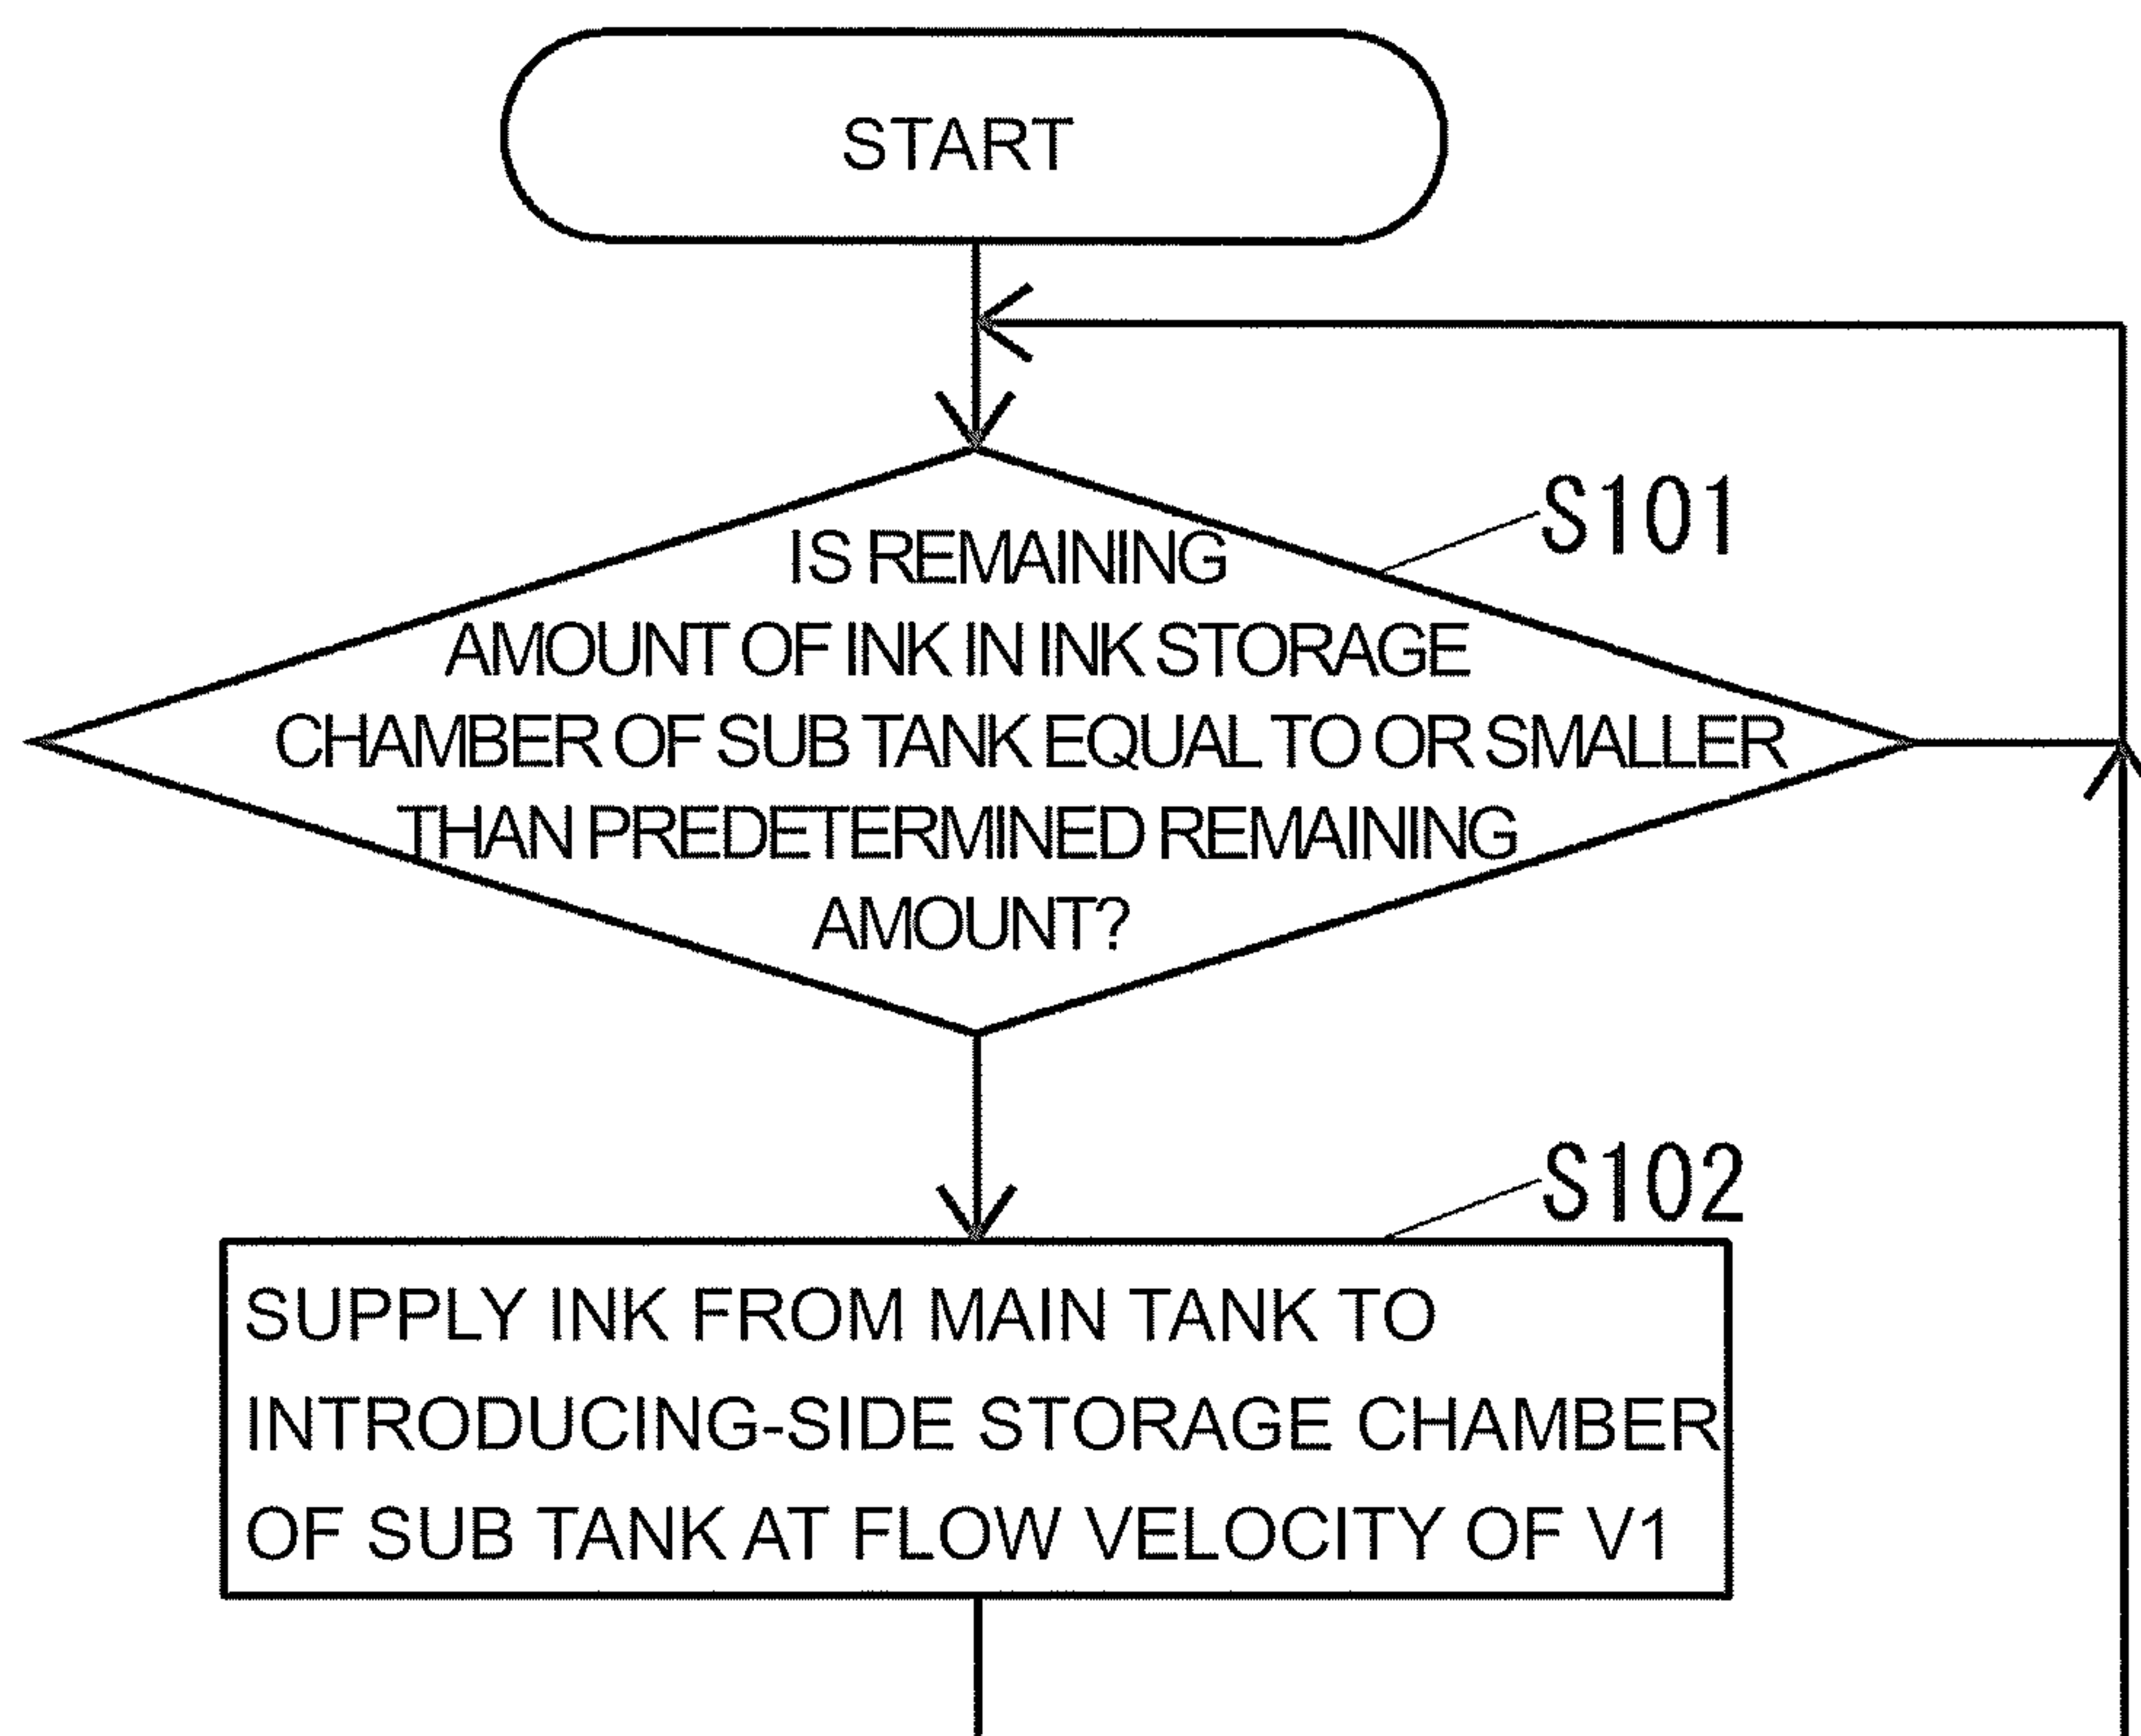 START
S101
IS REMAINING
AMOUNT OF INK IN INK STORAGE
CHAMBER OF SUB TANK EQUAL TO OR SMALLER
THAN PREDETERMINED REMAINING
AMOUNT?
S102
SUPPLY INK FROM MAIN TANK TO
INTRODUCING-SIDE STORAGE CHAMBER
OF SUB TANK AT FLOW VELOCITY OF V1